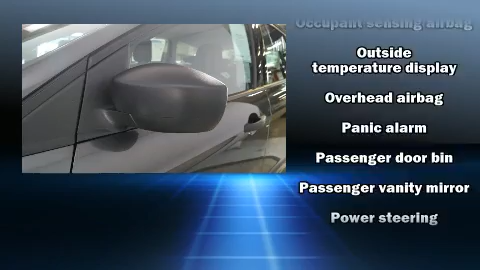 Occupant sensing airbag
Outside
temperature display
Overhead airbag
Panic alarm
Passenger door bin
Passenger vanity mirror
Power steering